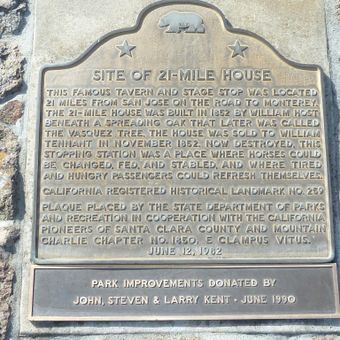 SITE OF 21-MILE HOUSE
THIS FAMOUS TAVERN AND STAGE STOP WAS LOCATED
21 MILES FROM SAN JOSE ON THE ROAD TO MONTEREY.
THE 21-MILE HOUSE WAS BUILT IN 1852 BY WILLIAM HOST
BENEATH A SPREADING OAK THAT LATER WAS CALLED
THE VASQUEZ TREE. THE HOUSE WAS SOLD TO WILLIAM
TENNANT IN NOVEMBER 1852. NOW DESTROYED, THIS
STOPPING STATION WAS A PLACE WHERE HORSES COULD
BE CHANGED, FED, AND STABLED, AND WHERE TIRED
AND HUNGRY PASSENGERS COULD REFRESH THEMSELVES.
CALIFORNIA REGISTERED HISTORICAL LANDMARK NO. 259
PLAQUE PLACED BY THE STATE DEPARTMENT OF PARKS
AND RECREATION IN COOPERATION WITH THE CALIFORNIA
PIONEERS OF SANTA CLARA COUNTY AND MOUNTAIN
CHARLIE CHAPTER NO. 1850, E CLAMPUS VITUS.
JUNE 12, 1982
PARK IMPROVEMENTS DONATED BY
JOHN, STEVEN & LARRY KENT • JUNE 1990